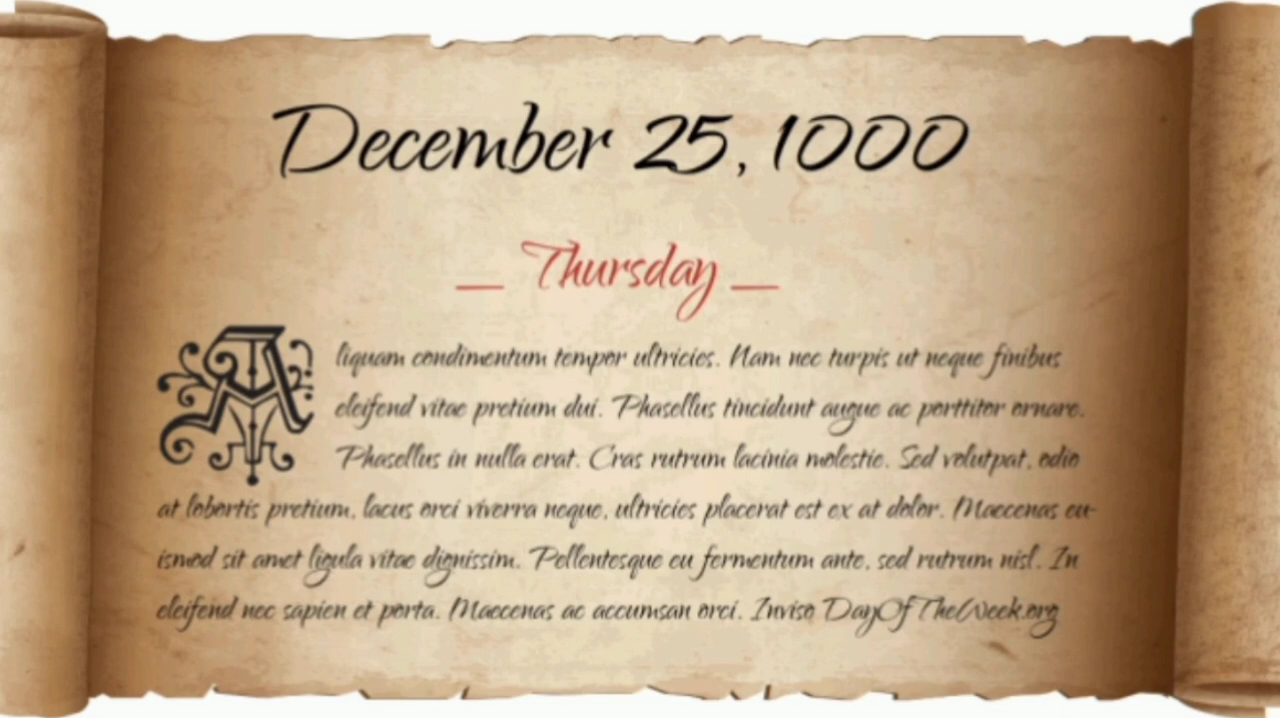 December 25, 1000
_ Thursday _
Aliquam condimentum tempor ultricies. Nam nec turpis ut neque finibus
eleifend vitae pretium dui. Phasellus tincidunt augue ac porttitor ornare.
Phasellus in nulla erat. Cras rutrum lacinia molestie. Sed volutpat, odio
at lobortis pretium, lacus orci viverra neque, ultricies placerat est ex at dolor. Maecenas eu-
ismod sit amet ligula vitae dignissim. Pellentesque eu fermentum ante, sed rutrum nisl. In
eleifend nec sapien et porta. Maecenas ac accumsan orci. Inviso DayOfTheWeek.org